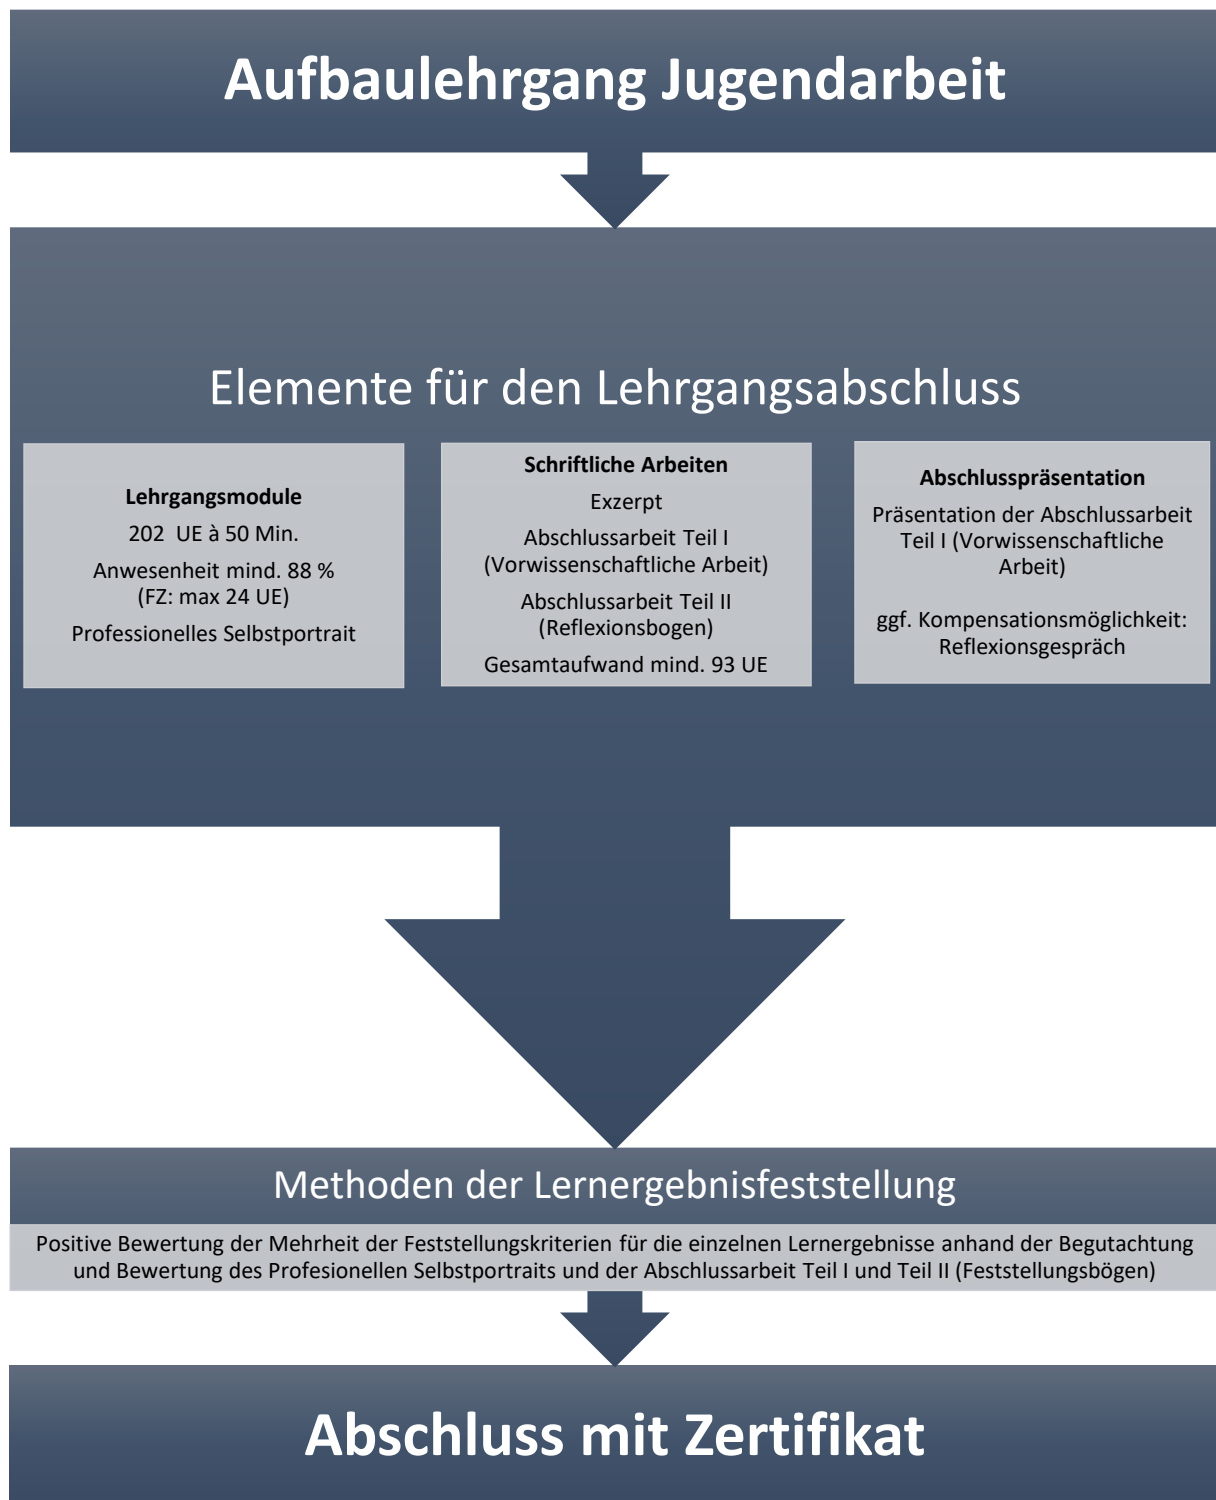 Aufbaulehrgang Jugendarbeit
Elemente für den Lehrgangsabschluss
Lehrgangsmodule
202 UE à 50 Min.
Anwesenheit mind. 88 %
(FZ: max 24 UE)
Professionelles Selbstportrait
Schriftliche Arbeiten
Exzerpt
Abschlussarbeit Teil I
(Vorwissenschaftliche Arbeit)
Abschlussarbeit Teil II
(Reflexionsbogen)
Gesamtaufwand mind. 93 UE
Abschlusspräsentation
Präsentation der Abschlussarbeit
Teil I (Vorwissenschaftliche
Arbeit)
ggf. Kompensationsmöglichkeit:
Reflexionsgespräch
Methoden der Lernergebnisfeststellung
Positive Bewertung der Mehrheit der Feststellungskriterien für die einzelnen Lernergebnisse anhand der Begutachtung
und Bewertung des Profesionellen Selbstportraits und der Abschlussarbeit Teil I und Teil II (Feststellungsbögen)
Abschluss mit Zertifikat